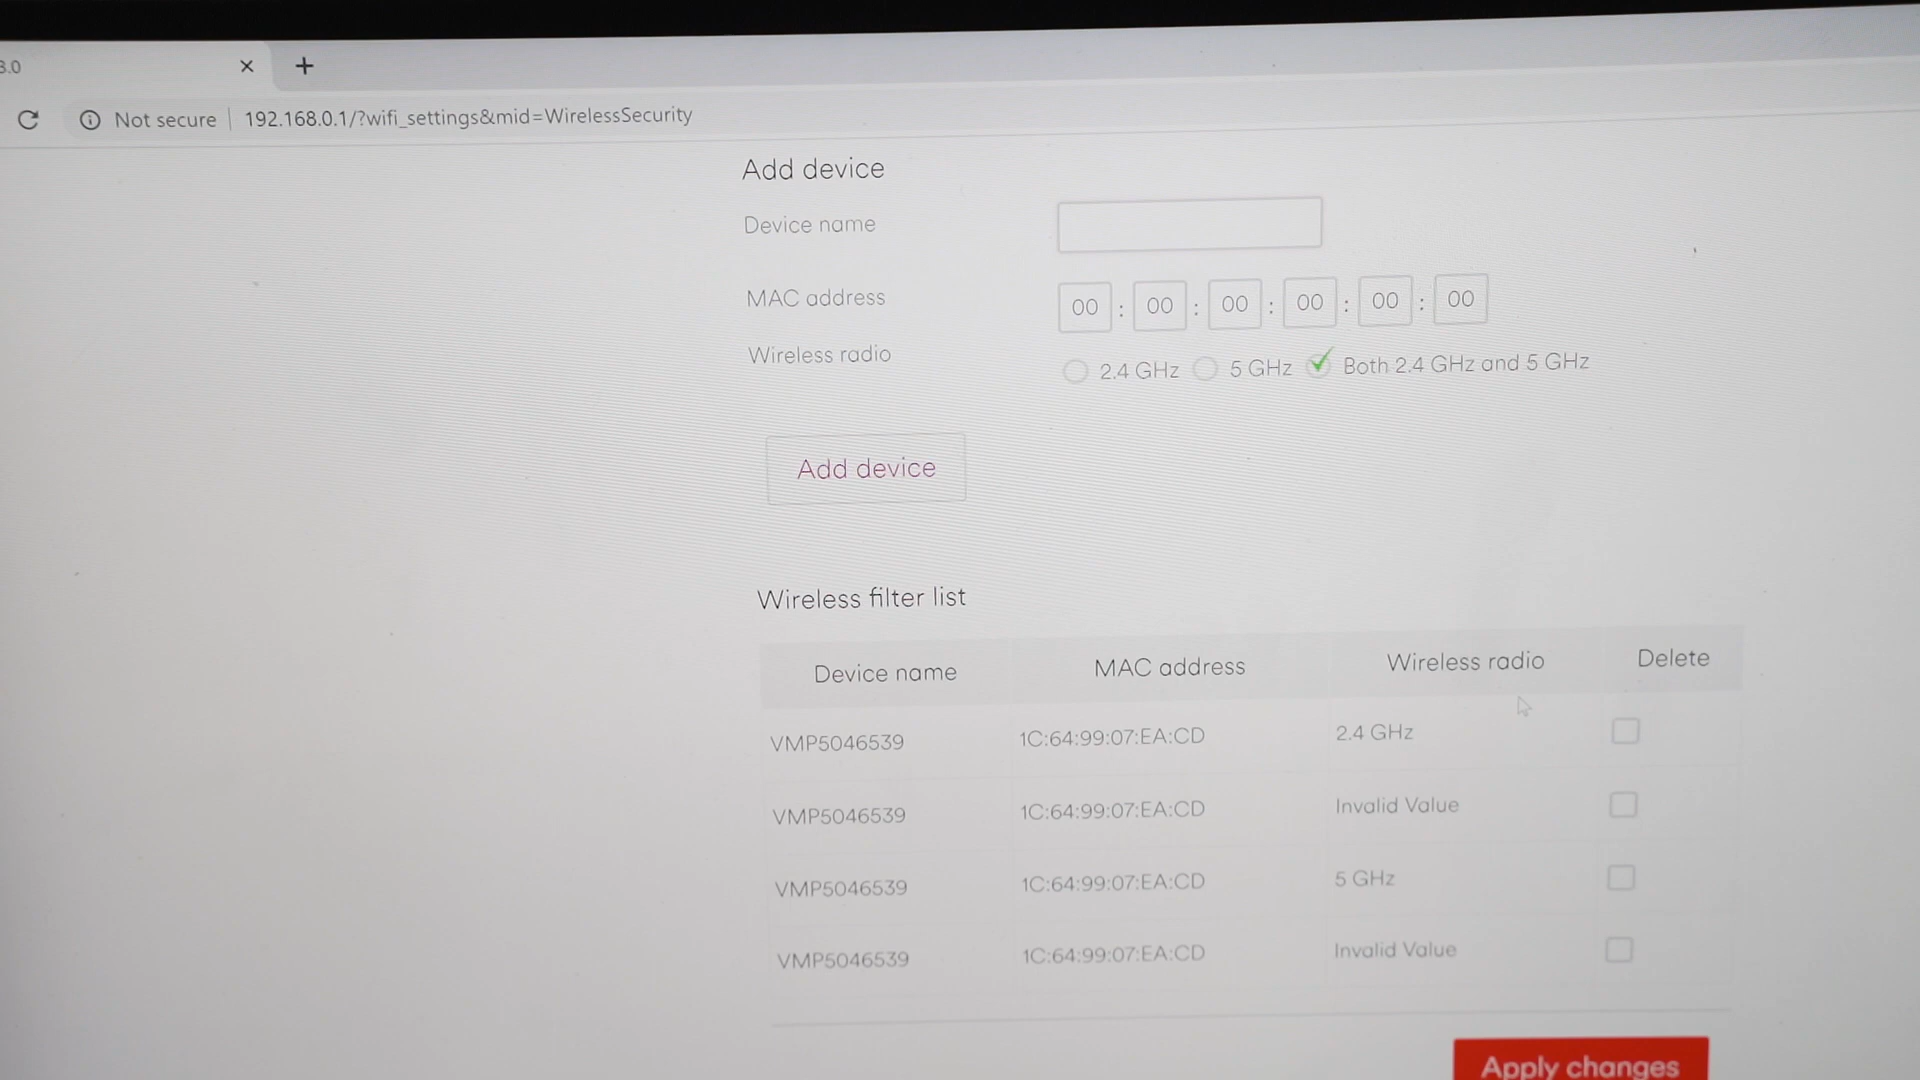 3.0
Not secure 192.168.0.1/?wifi_settings&mid=WirelessSecurity
Add device
Device name
MAC address 00 : 00 : 00 : 00 : 00 : 00
Wireless radio 2.4 GHz 5 GHz Both 2.4 GHz and 5 GHz
Add device
Wireless filter list
Device name MAC address Wireless radio Delete
VMP5046539 1C:64:99:07:EA:CD 2.4 GHz
VMP5046539 1C:64:99:07:EA:CD Invalid Value
VMP5046539 1C:64:99:07:EA:CD 5 GHz
VMP5046539 1C:64:99:07:EA:CD Invalid Value
Apply changes